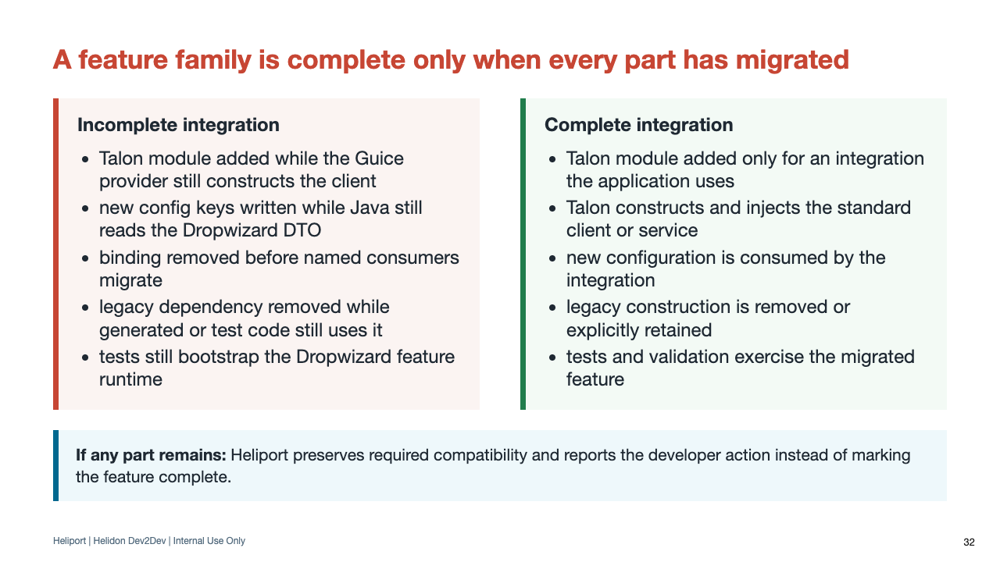 A feature family is complete only when every part has migrated
Incomplete integration
• Talon module added while the Guice
provider still constructs the client
• new config keys written while Java still
reads the Dropwizard DTO
• binding removed before named consumers
migrate
• legacy dependency removed while
generated or test code still uses it
• tests still bootstrap the Dropwizard feature
runtime
Complete integration
• Talon module added only for an integration
the application uses
• Talon constructs and injects the standard
client or service
• new configuration is consumed by the
integration
• legacy construction is removed or
explicitly retained
• tests and validation exercise the migrated
feature
If any part remains: Heliport preserves required compatibility and reports the developer action instead of marking
the feature complete.
Heliport | Helidon Dev2Dev | Internal Use Only
32